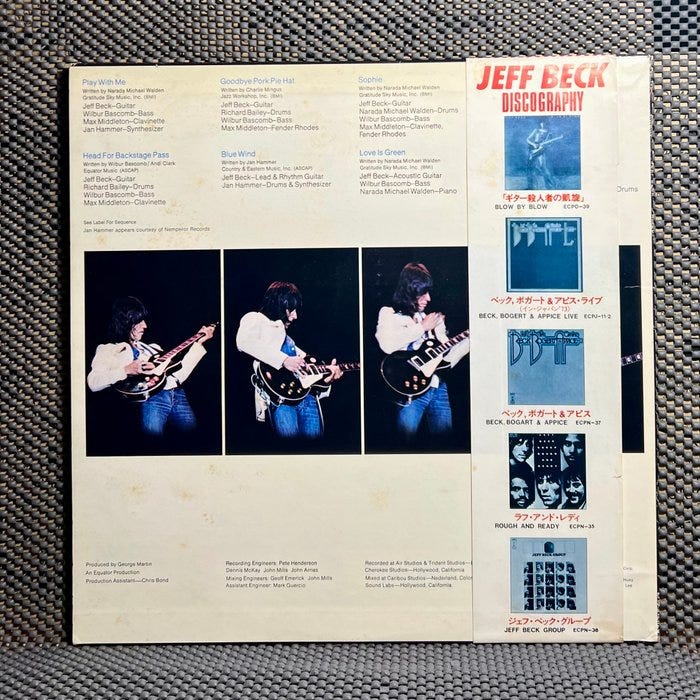 Play With Me
Written by Narada Michael Walden
Gratitude Sky Music, Inc. (BMI)
Jeff Beck–Guitar
Wilbur Bascomb–Bass
Max Middleton–Clavinette
Jan Hammer–Synthesizer
Goodbye Pork Pie Hat
Written by Charlie Mingus
Jazz Workshop, Inc. (BMI)
Jeff Beck–Guitar
Richard Bailey–Drums
Wilbur Bascomb–Bass
Max Middleton–Fender Rhodes
Sophie
Written by Narada Michael Walden
Gratitude Sky Music, Inc. (BMI)
Jeff Beck–Guitar
Narada Michael Walden–Drums
Wilbur Bascomb–Bass
Max Middleton–Clavinette,
Fender Rhodes
Head For Backstage Pass
Written by Wilbur Bascomb/Andi Clark
Equator Music (ASCAP)
Jeff Beck–Guitar
Richard Bailey–Drums
Wilbur Bascomb–Bass
Max Middleton–Clavinette
Blue Wind
Written by Jan Hammer
Country & Eastern Music, Inc. (ASCAP)
Jeff Beck–Lead & Rhythm Guitar
Jan Hammer–Drums & Synthesizer
Love Is Green
Written by Narada Michael Walden
Gratitude Sky Music, Inc. (BMI)
Jeff Beck–Acoustic Guitar
Wilbur Bascomb–Bass
Narada Michael Walden–Piano
Drums
See Label For Sequence
Jan Hammer appears courtesy of Nemperor Records
Produced by George Martin
An Equator Production
Production Assistant–Chris Bond
Recording Engineers: Pete Henderson
Dennis McKay John Mills John Arries
Mixing Engineers: Geoff Emerick John Mills
Assistant Engineer: Mark Guercio
Recorded at Air Studios & Trident Studios–
Cherokee Studios–Hollywood, California
Mixed at Caribou Studios–Nederland, Color
Sound Labs–Hollywood, California
JEFF BECK
DISCOGRAPHY
「ギター殺人者の凱旋」
BLOW BY BLOW ECPO-39
ベック,ボガート&アピス・ライブ
(イン・ジャパン'73)
BECK, BOGERT & APPICE LIVE ECPJ-11-2
ベック,ボガート&アピス
BECK, BOGART & APPICE ECPN-37
ラフ・アンド・レディ
ROUGH AND READY ECPN-35
JEFF BECK GROUP
ジェフ・ベック・グループ
JEFF BECK GROUP ECPN-38